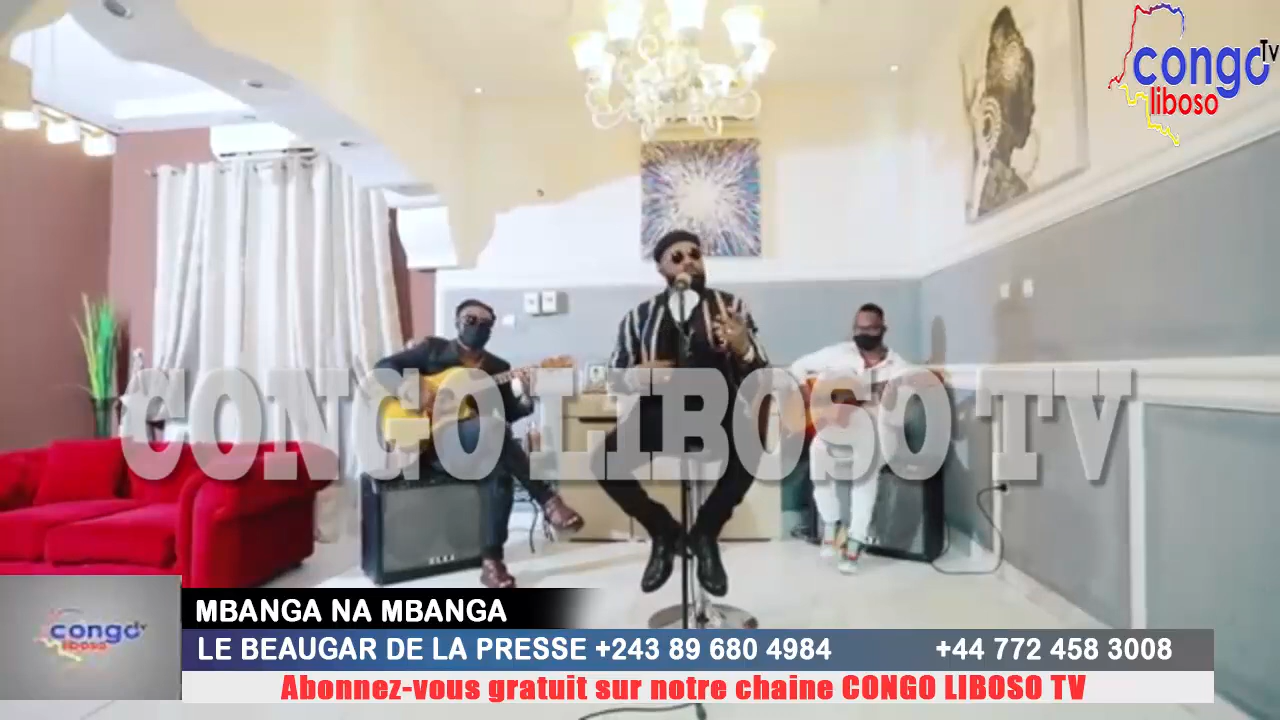 congo Tv
liboso
CONGO LIBOSO TV
congo tv
liboso
MBANGA NA MBANGA
LE BEAUGAR DE LA PRESSE +243 89 680 4984 +44 772 458 3008
Abonnez-vous gratuit sur notre chaine CONGO LIBOSO TV